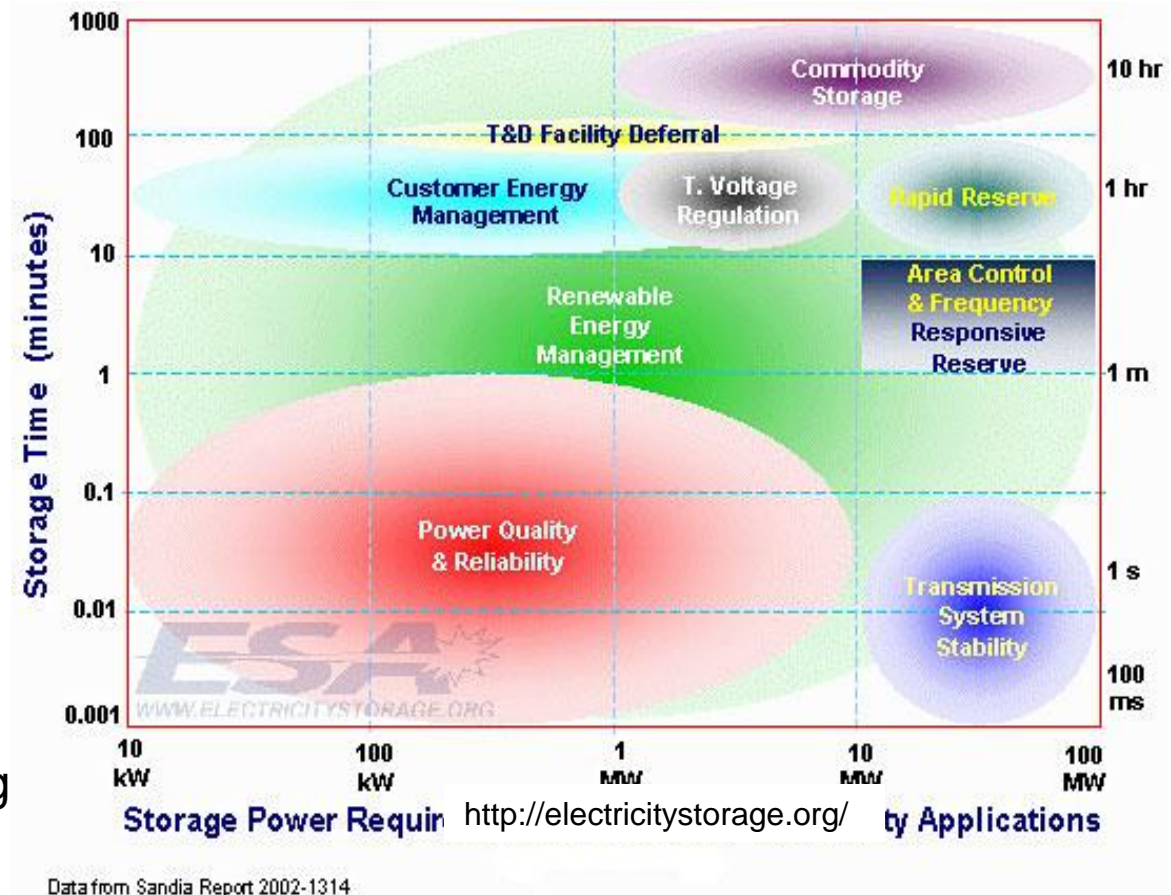 1000
Commodity
Storage
10 hr
100
T&D Facility Deferral
Customer Energy
Management
T. Voltage
Regulation
Rapid Reserve
1 hr
10
Storage Time (minutes)
Renewable
Energy
Management
Area Control
& Frequency
Responsive
Reserve
1
1 m
0.1
Power Quality
& Reliability
1 s
Transmission
System
Stability
0.01
ESA
100
ms
WWW.ELECTRICITYSTORAGE.ORG
0.001
10
kW
100
kW
1
MW
10
MW
100
MW
g
Storage Power http://electricitystorage.org/ Applications
Data from Sandia Report 2002-1314